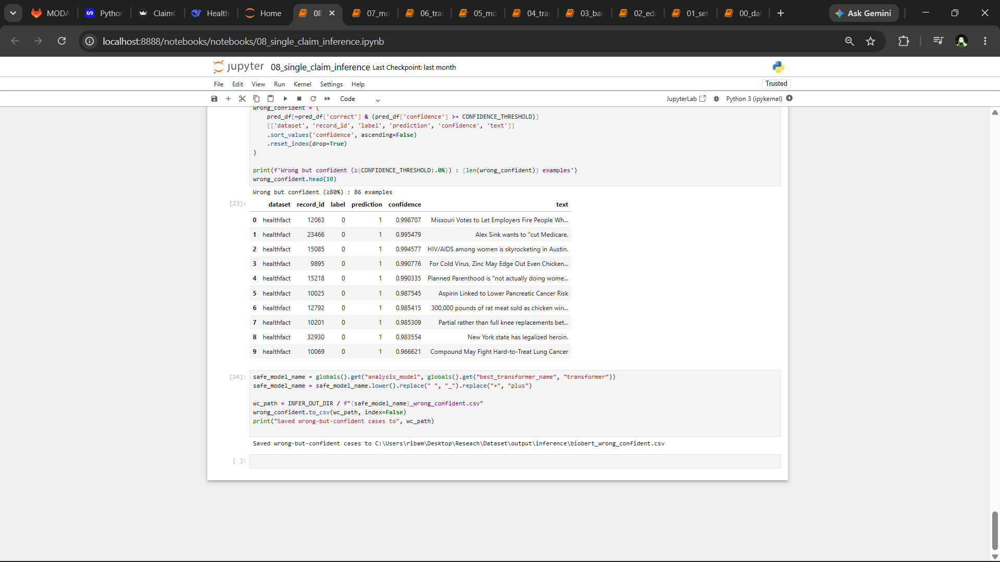 MODA
Python
ClaimC
Health
Home
08
07_mo
06_tra
05_mo
04_tra
03_bas
02_eda
01_set
00_dat
Ask Gemini
localhost:8888/notebooks/notebooks/08_single_claim_inference.ipynb
jupyter 08_single_claim_inference Last Checkpoint: last month
File Edit View Run Kernel Settings Help
Trusted
Code
JupyterLab
Python 3 (ipykernel)
wrong_confident = (
pred_df[~pred_df['correct'] & (pred_df['confidence'] >= CONFIDENCE_THRESHOLD)]
[['dataset', 'record_id', 'label', 'prediction', 'confidence', 'text']]
.sort_values('confidence', ascending=False)
.reset_index(drop=True)
)
print(f'Wrong but confident (≥{CONFIDENCE_THRESHOLD:.0%}) : {len(wrong_confident)} examples')
wrong_confident.head(10)
Wrong but confident (≥80%) : 86 examples
[23]:
dataset record_id label prediction confidence text
0 healthfact 12063 0 1 0.998707 Missouri Votes to Let Employers Fire People Wh...
1 healthfact 23466 0 1 0.995479 Alex Sink wants to "cut Medicare.
2 healthfact 15085 0 1 0.994577 HIV/AIDS among women is skyrocketing in Austin.
3 healthfact 9895 0 1 0.990776 For Cold Virus, Zinc May Edge Out Even Chicken...
4 healthfact 15218 0 1 0.990335 Planned Parenthood is "not actually doing wome...
5 healthfact 10025 0 1 0.987545 Aspirin Linked to Lower Pancreatic Cancer Risk
6 healthfact 12792 0 1 0.985415 300,000 pounds of rat meat sold as chicken win...
7 healthfact 10201 0 1 0.985309 Partial rather than full knee replacements bet...
8 healthfact 32930 0 1 0.983554 New York state has legalized heroin.
9 healthfact 10069 0 1 0.966621 Compound May Fight Hard-to-Treat Lung Cancer
[24]:
safe_model_name = globals().get("analysis_model", globals().get("best_transformer_name", "transformer"))
safe_model_name = safe_model_name.lower().replace(" ", "_").replace("+", "plus")
wc_path = INFER_OUT_DIR / f"{safe_model_name}_wrong_confident.csv"
wrong_confident.to_csv(wc_path, index=False)
print("Saved wrong-but-confident cases to", wc_path)
Saved wrong-but-confident cases to C:\Users\ribam\Desktop\Reseach\Dataset\output\inference\biobert_wrong_confident.csv
[ ]: